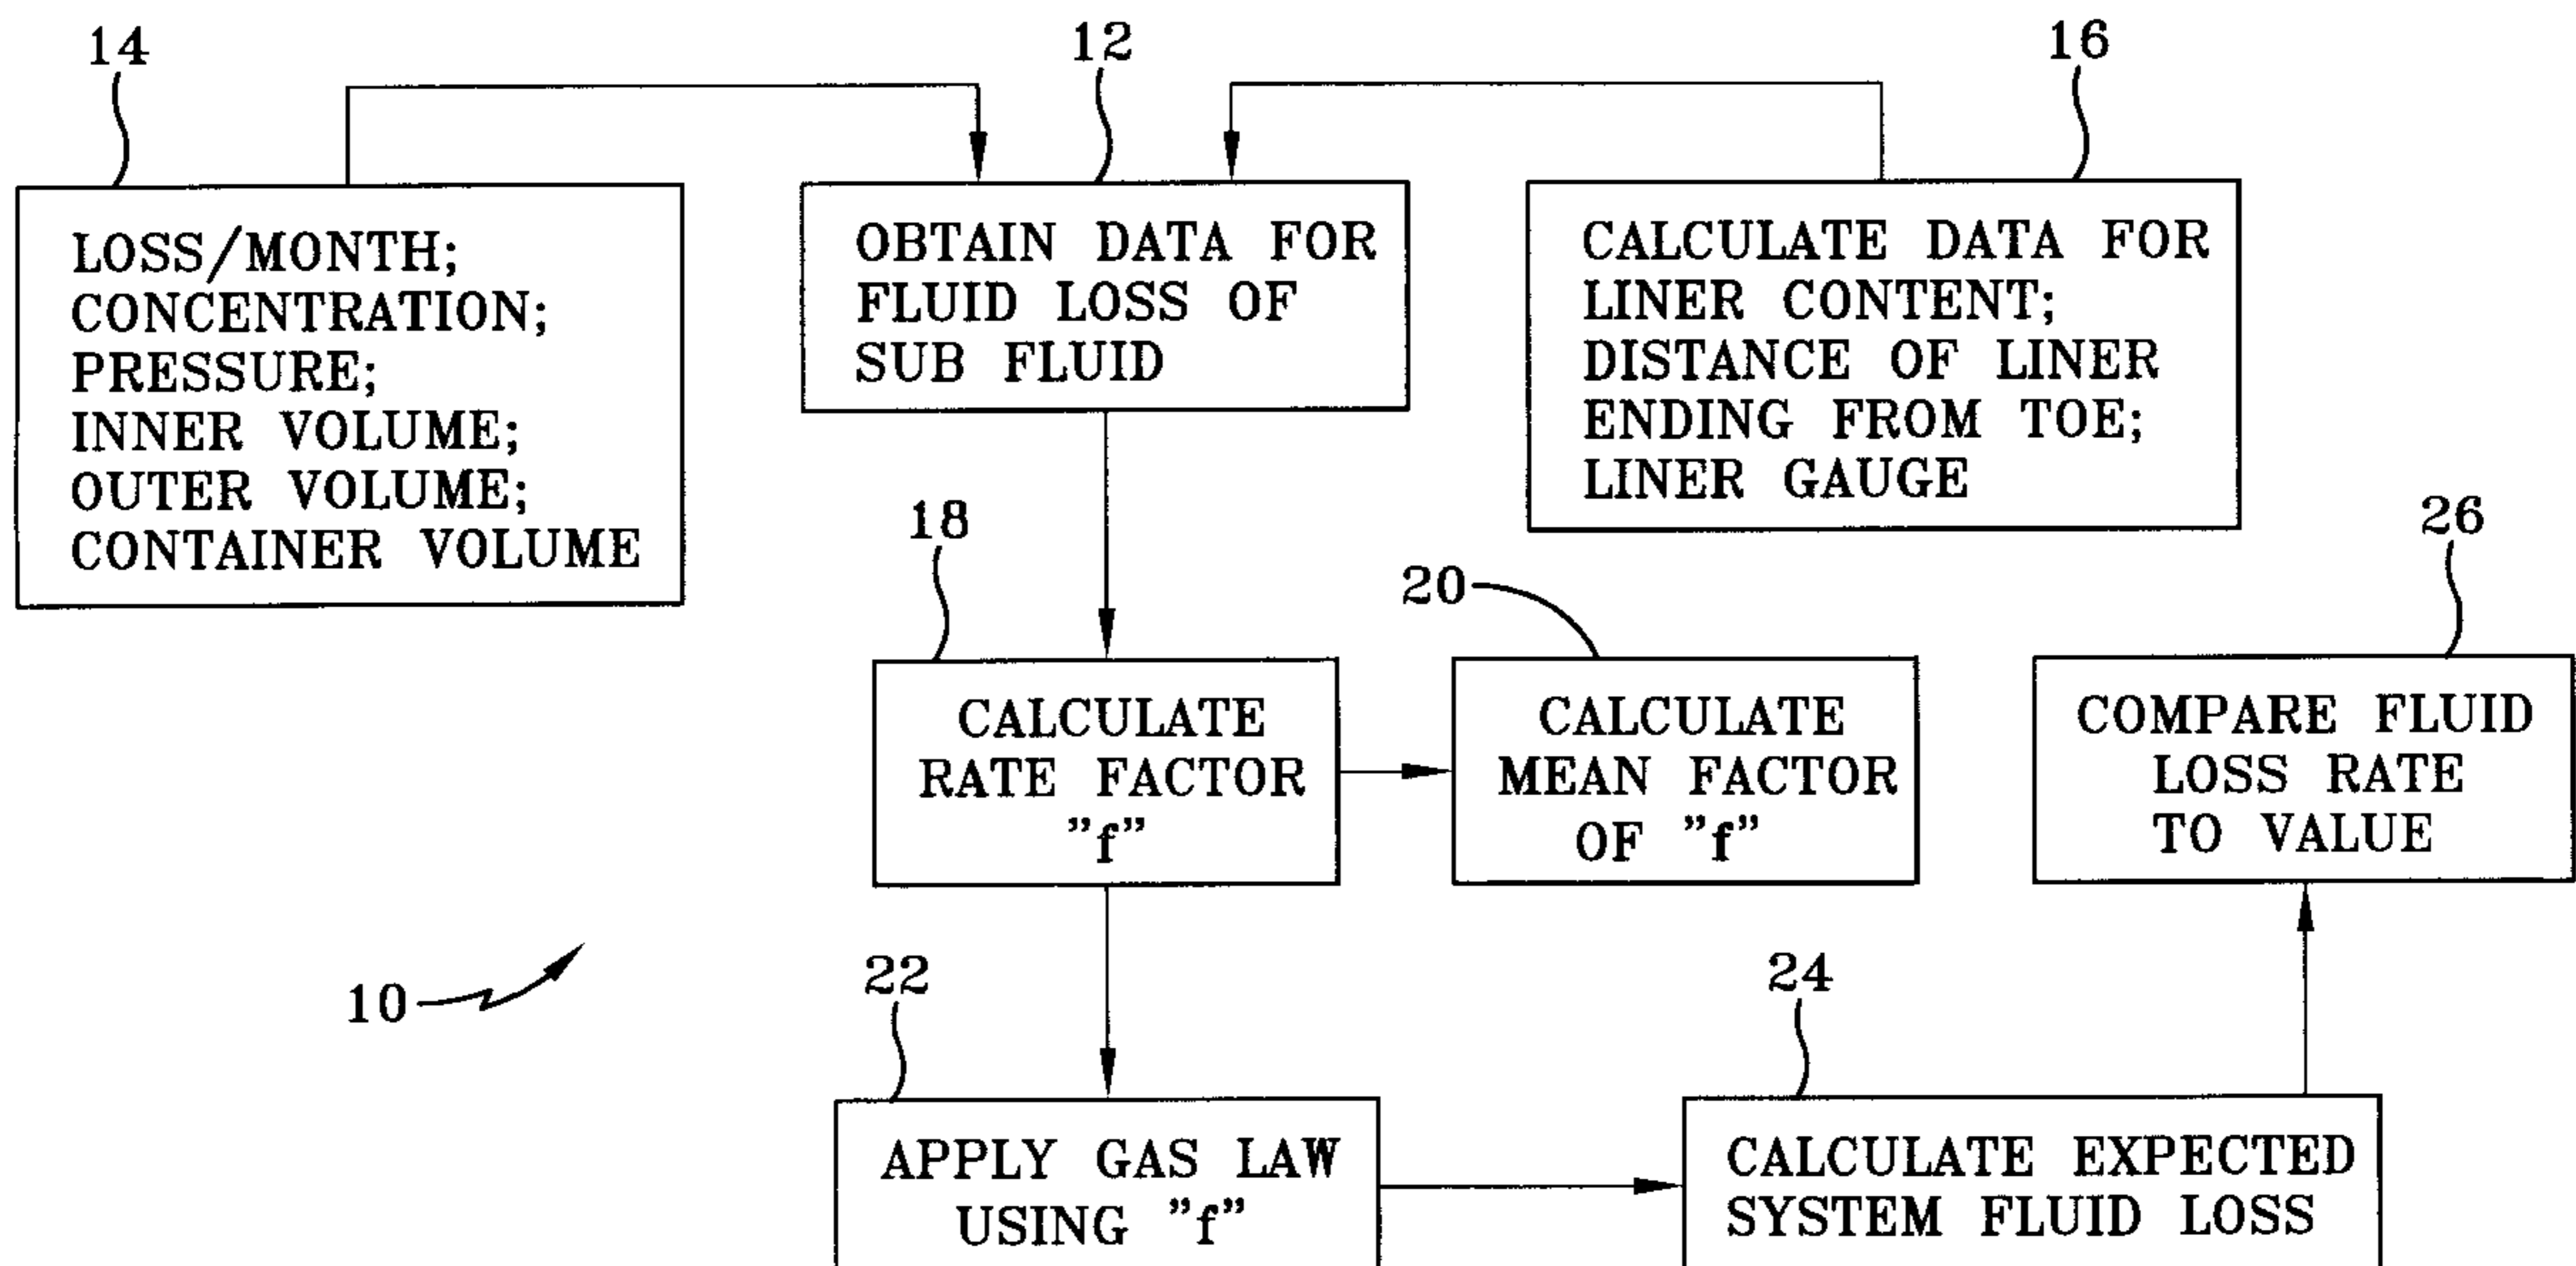 14
12
16
LOSS/MONTH;
CONCENTRATION;
PRESSURE;
INNER VOLUME;
OUTER VOLUME;
CONTAINER VOLUME
OBTAIN DATA FOR
FLUID LOSS OF
SUB FLUID
CALCULATE DATA FOR
LINER CONTENT;
DISTANCE OF LINER
ENDING FROM TOE;
LINER GAUGE
18
20
26
CALCULATE
RATE FACTOR
”f”
CALCULATE
MEAN FACTOR
OF ”f”
COMPARE FLUID
LOSS RATE
TO VALUE
10
22
24
APPLY GAS LAW
USING ”f”
CALCULATE EXPECTED
SYSTEM FLUID LOSS